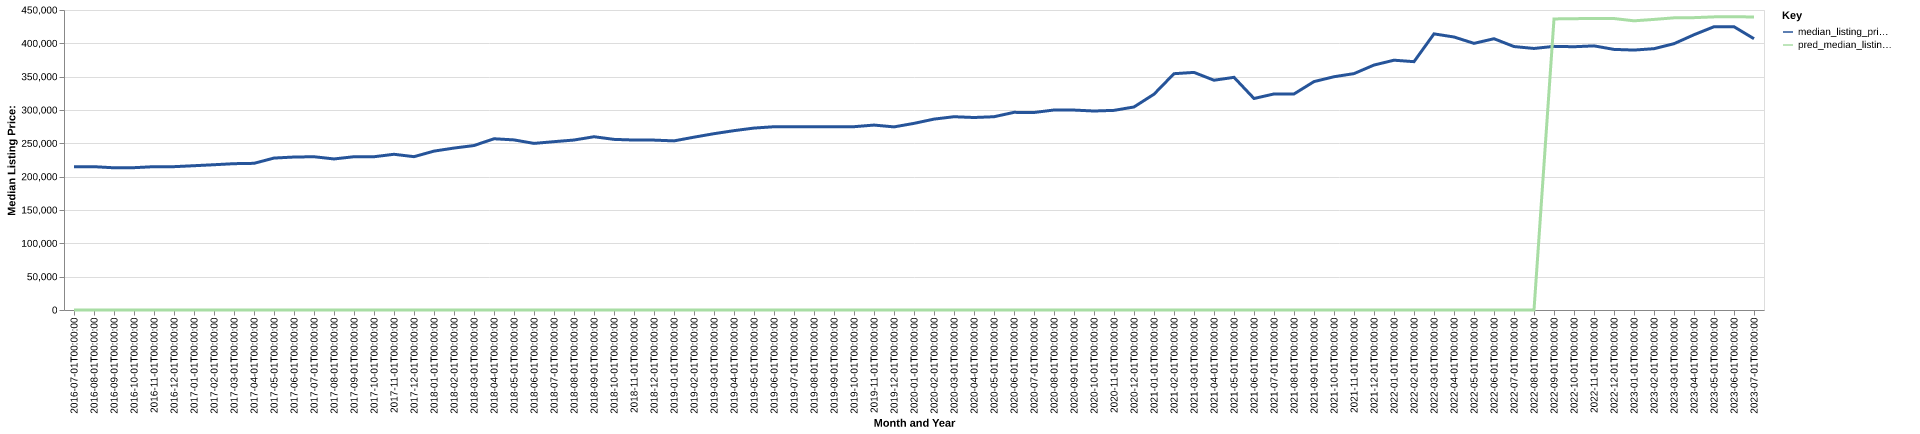 450,000
400,000
350,000
300,000
250,000
200,000
150,000
100,000
50,000
0
Median Listing Price:
2016-07-01T00:00:00
2016-08-01T00:00:00
2016-09-01T00:00:00
2016-10-01T00:00:00
2016-11-01T00:00:00
2016-12-01T00:00:00
2017-01-01T00:00:00
2017-02-01T00:00:00
2017-03-01T00:00:00
2017-04-01T00:00:00
2017-05-01T00:00:00
2017-06-01T00:00:00
2017-07-01T00:00:00
2017-08-01T00:00:00
2017-09-01T00:00:00
2017-10-01T00:00:00
2017-11-01T00:00:00
2017-12-01T00:00:00
2018-01-01T00:00:00
2018-02-01T00:00:00
2018-03-01T00:00:00
2018-04-01T00:00:00
2018-05-01T00:00:00
2018-06-01T00:00:00
2018-07-01T00:00:00
2018-08-01T00:00:00
2018-09-01T00:00:00
2018-10-01T00:00:00
2018-11-01T00:00:00
2018-12-01T00:00:00
2019-01-01T00:00:00
2019-02-01T00:00:00
2019-03-01T00:00:00
2019-04-01T00:00:00
2019-05-01T00:00:00
2019-06-01T00:00:00
2019-07-01T00:00:00
2019-08-01T00:00:00
2019-09-01T00:00:00
2019-10-01T00:00:00
2019-11-01T00:00:00
2019-12-01T00:00:00
2020-01-01T00:00:00
2020-02-01T00:00:00
2020-03-01T00:00:00
2020-04-01T00:00:00
2020-05-01T00:00:00
2020-06-01T00:00:00
2020-07-01T00:00:00
2020-08-01T00:00:00
2020-09-01T00:00:00
2020-10-01T00:00:00
2020-11-01T00:00:00
2020-12-01T00:00:00
2021-01-01T00:00:00
2021-02-01T00:00:00
2021-03-01T00:00:00
2021-04-01T00:00:00
2021-05-01T00:00:00
2021-06-01T00:00:00
2021-07-01T00:00:00
2021-08-01T00:00:00
2021-09-01T00:00:00
2021-10-01T00:00:00
2021-11-01T00:00:00
2021-12-01T00:00:00
2022-01-01T00:00:00
2022-02-01T00:00:00
2022-03-01T00:00:00
2022-04-01T00:00:00
2022-05-01T00:00:00
2022-06-01T00:00:00
2022-07-01T00:00:00
2022-08-01T00:00:00
2022-09-01T00:00:00
2022-10-01T00:00:00
2022-11-01T00:00:00
2022-12-01T00:00:00
2023-01-01T00:00:00
2023-02-01T00:00:00
2023-03-01T00:00:00
2023-04-01T00:00:00
2023-05-01T00:00:00
2023-06-01T00:00:00
2023-07-01T00:00:00
Month and Year
Key
median_listing_pri…
pred_median_listin…